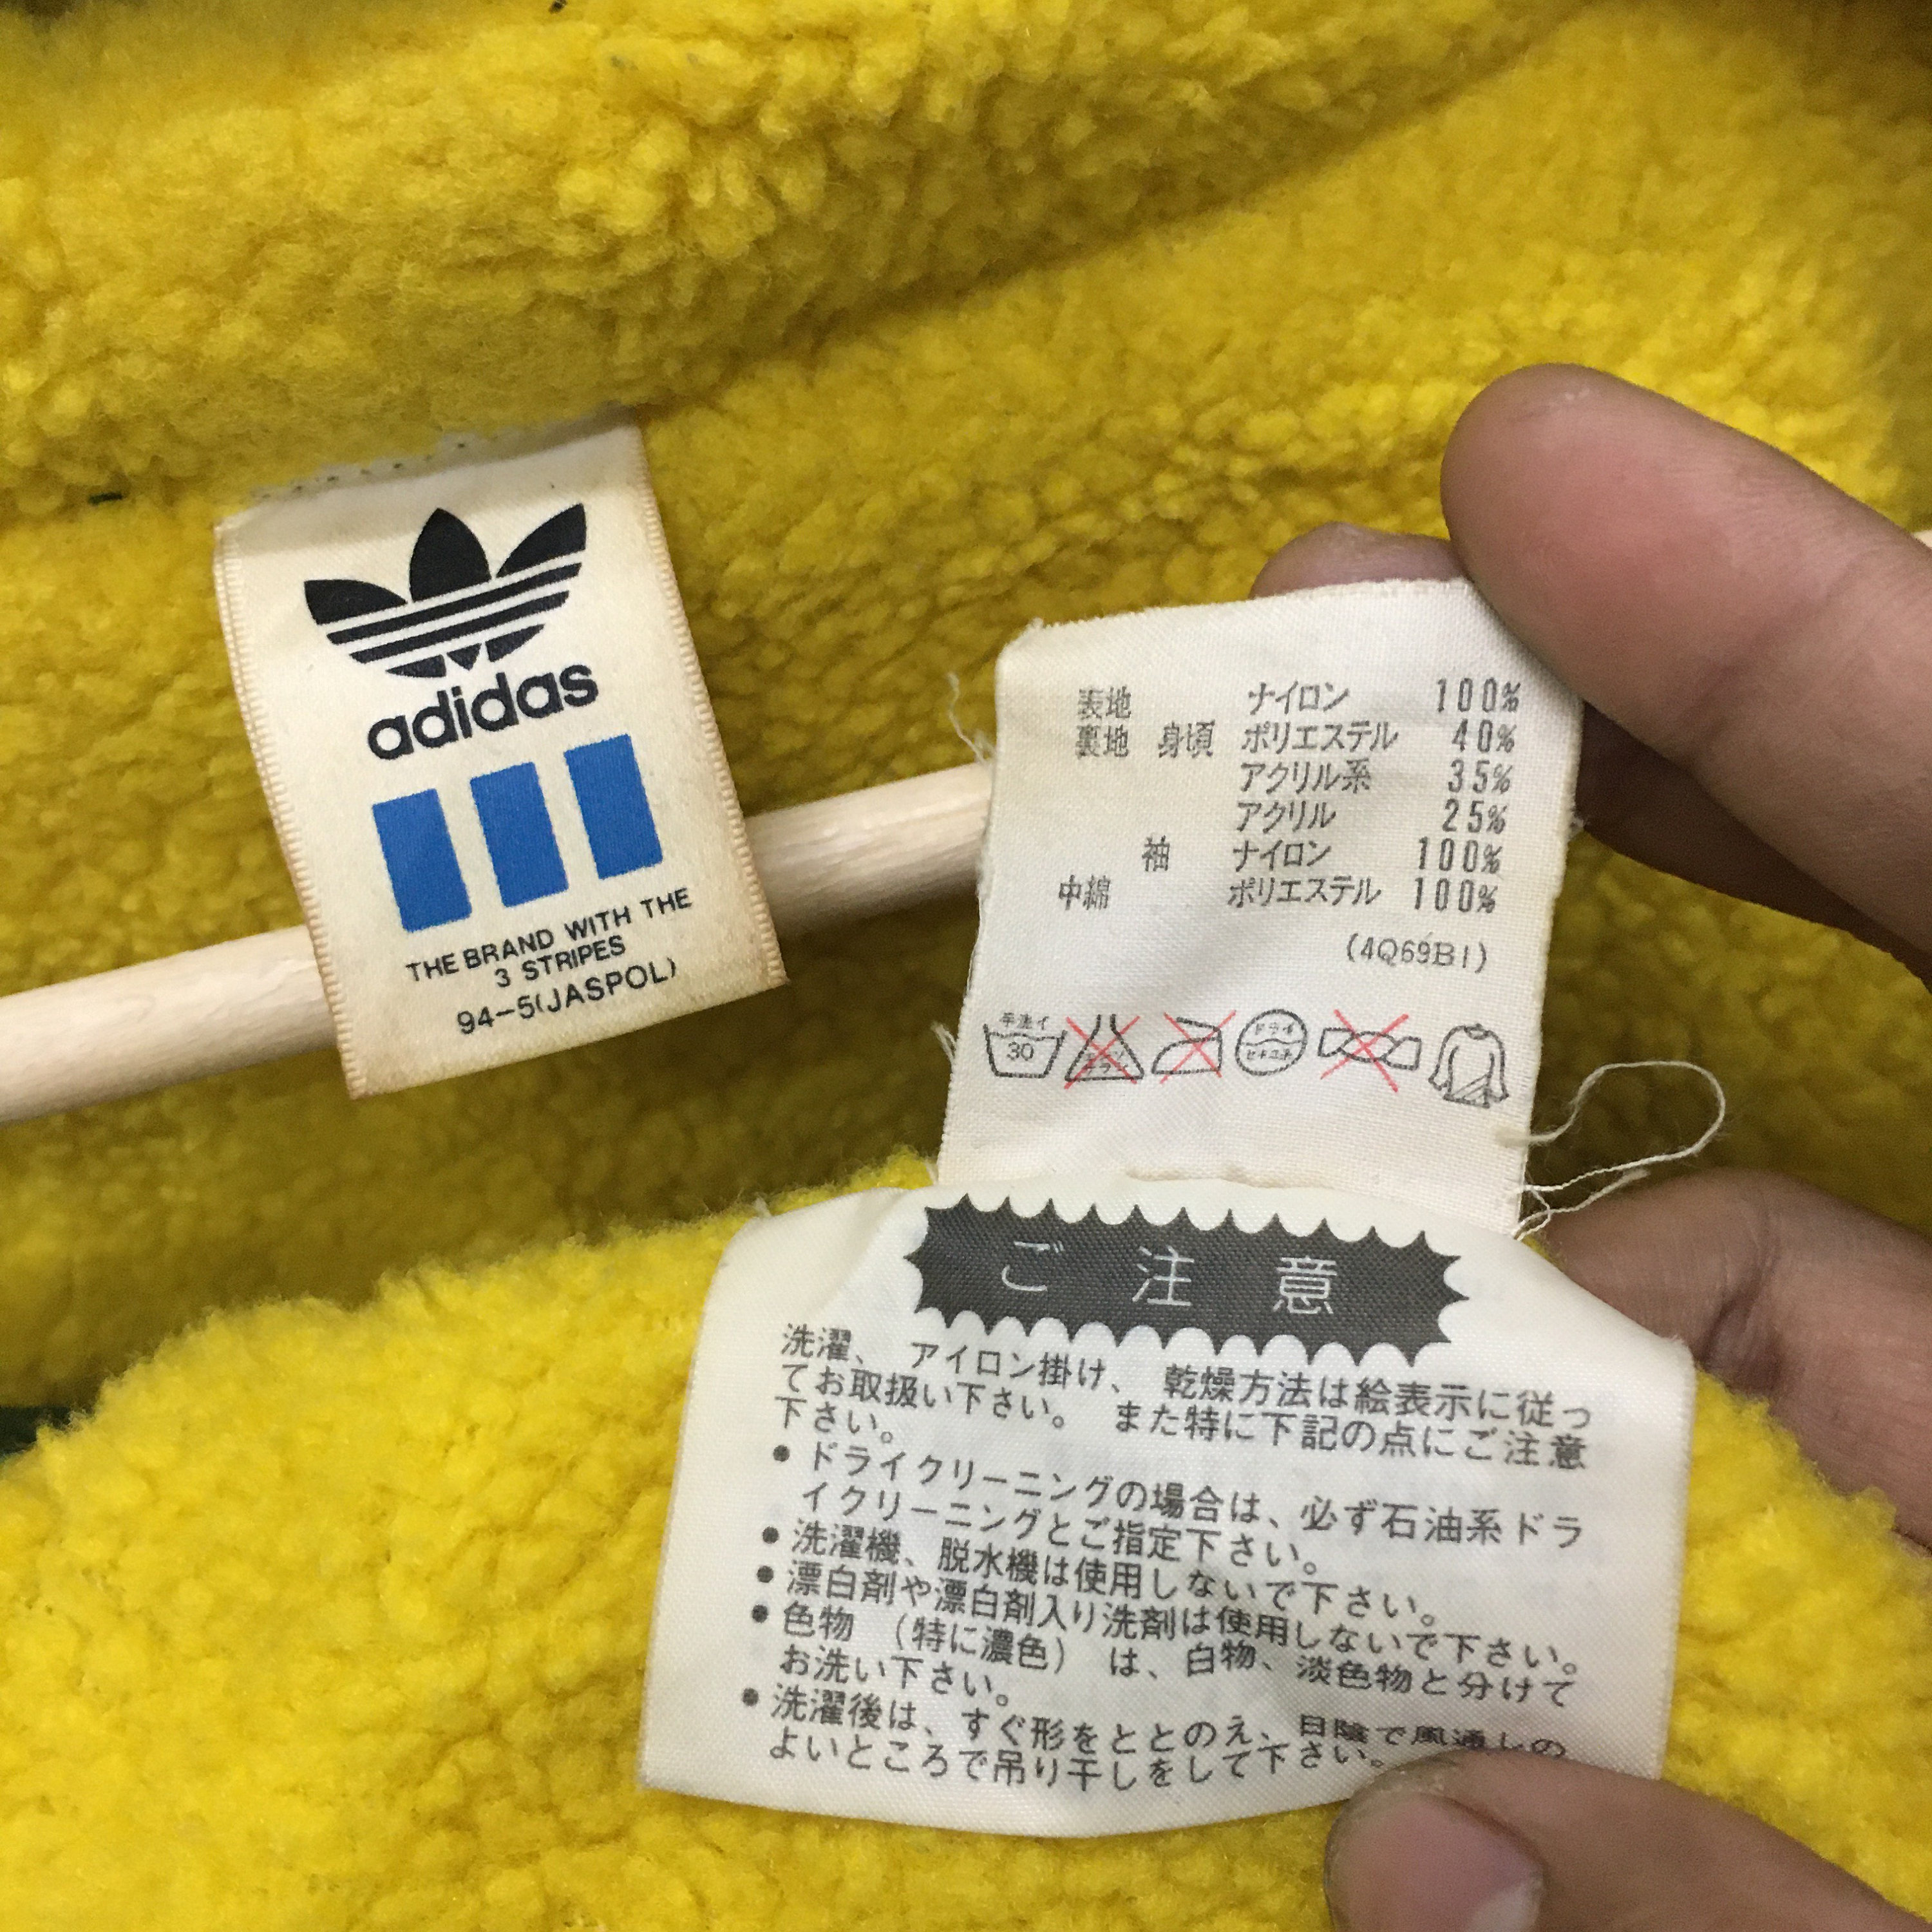 adidas
THE BRAND WITH THE
3 STRIPES
94-5(JASPOL)
表地 ナイロン 100%
裏地 身頃 ポリエステル 40%
アクリル系 35%
アクリル 25%
袖 ナイロン 100%
中綿 ポリエステル 100%
(4Q69B1)
手洗イ
30
ドライ
セキユ系
ご注意
洗濯、 アイロン掛け、 乾燥方法は絵表示に従っ
てお取扱い下さい。 また特に下記の点にご注意
下さい。
● ドライクリーニングの場合は、必ず石油系ドラ
イクリーニングとご指定下さい。
● 洗濯機、脱水機は使用しないで下さい。
● 漂白剤や漂白剤入り洗剤は使用しないで下さい。
● 色物 (特に濃色) は、白物、淡色物と分けて
お洗い下さい。
● 洗濯後は、すぐ形をととのえ、日陰で風通しの
よいところで吊り干しをして下さい。